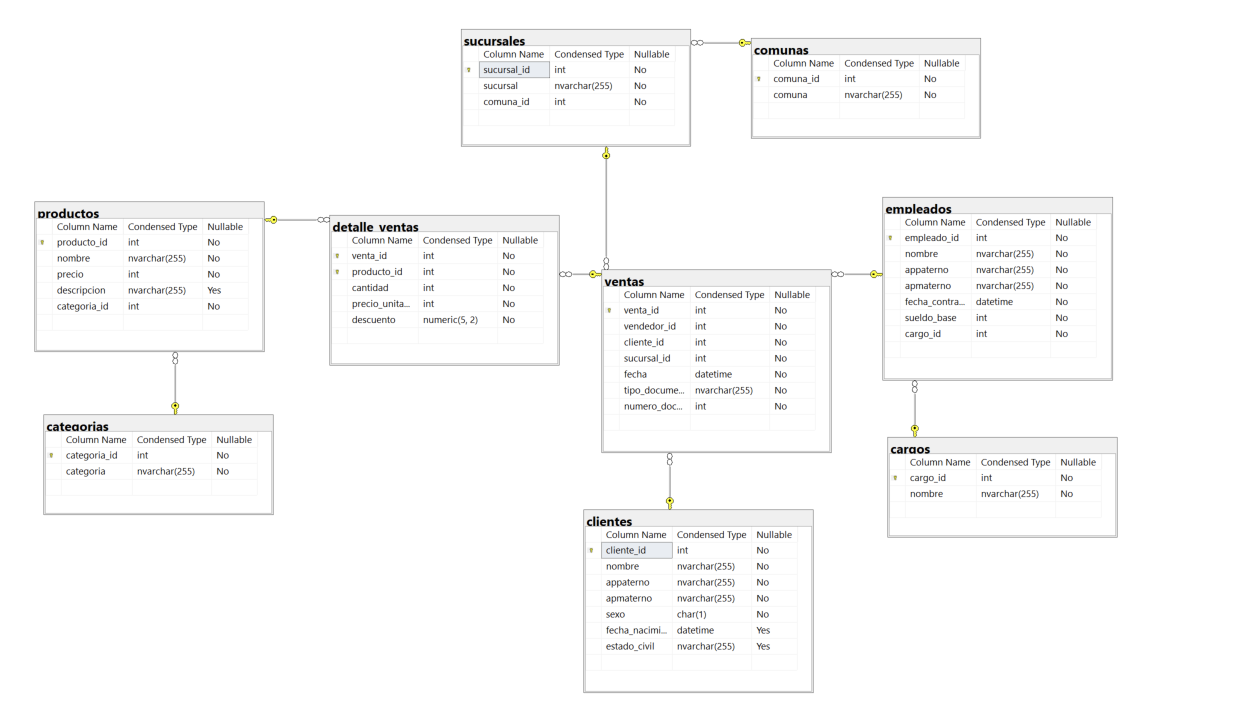 sucursales
Column Name Condensed Type Nullable
sucursal_id int No
sucursal nvarchar(255) No
comuna_id int No
comunas
Column Name Condensed Type Nullable
comuna_id int No
comuna nvarchar(255) No
productos
Column Name Condensed Type Nullable
producto_id int No
nombre nvarchar(255) No
precio int No
descripcion nvarchar(255) Yes
categoria_id int No
detalle_ventas
Column Name Condensed Type Nullable
venta_id int No
producto_id int No
cantidad int No
precio_unita... int No
descuento numeric(5, 2) No
ventas
Column Name Condensed Type Nullable
venta_id int No
vendedor_id int No
cliente_id int No
sucursal_id int No
fecha datetime No
tipo_docume... nvarchar(255) No
numero_doc... int No
empleados
Column Name Condensed Type Nullable
empleado_id int No
nombre nvarchar(255) No
appaterno nvarchar(255) No
apmaterno nvarchar(255) No
fecha_contra... datetime No
sueldo_base int No
cargo_id int No
categorias
Column Name Condensed Type Nullable
categoria_id int No
categoria nvarchar(255) No
cargos
Column Name Condensed Type Nullable
cargo_id int No
nombre nvarchar(255) No
clientes
Column Name Condensed Type Nullable
cliente_id int No
nombre nvarchar(255) No
appaterno nvarchar(255) No
apmaterno nvarchar(255) No
sexo char(1) No
fecha_nacimi... datetime Yes
estado_civil nvarchar(255) Yes